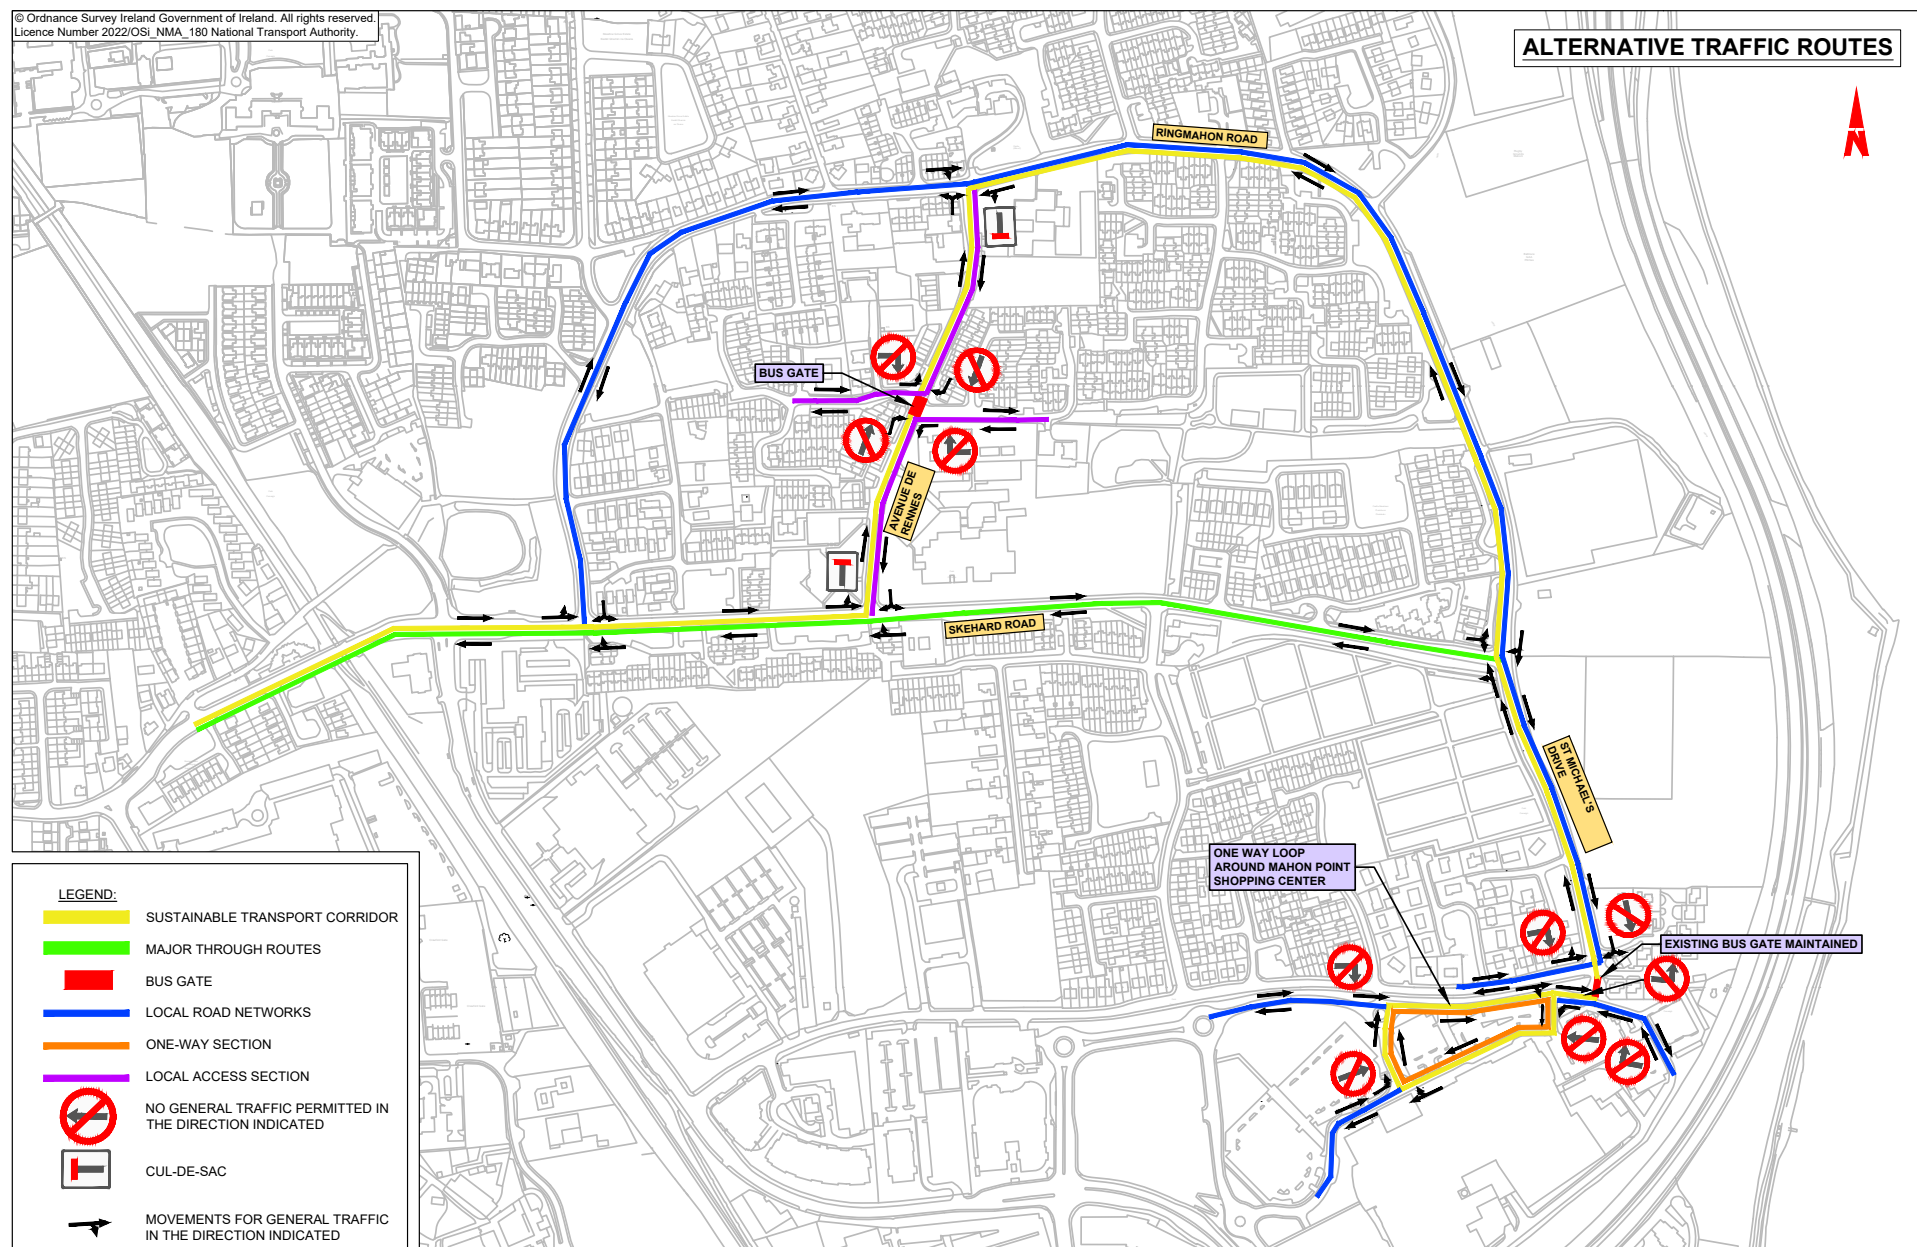 © Ordnance Survey Ireland Government of Ireland. All rights reserved.
Licence Number 2022/OSi_NMA_180 National Transport Authority.
ALTERNATIVE TRAFFIC ROUTES
N
RINGMAHON ROAD
BUS GATE
AVENUE DE
RENNES
SKEHARD ROAD
ST MICHAEL'S
DRIVE
ONE WAY LOOP
AROUND MAHON POINT
SHOPPING CENTER
EXISTING BUS GATE MAINTAINED
LEGEND:
SUSTAINABLE TRANSPORT CORRIDOR
MAJOR THROUGH ROUTES
BUS GATE
LOCAL ROAD NETWORKS
ONE-WAY SECTION
LOCAL ACCESS SECTION
NO GENERAL TRAFFIC PERMITTED IN
THE DIRECTION INDICATED
CUL-DE-SAC
MOVEMENTS FOR GENERAL TRAFFIC
IN THE DIRECTION INDICATED